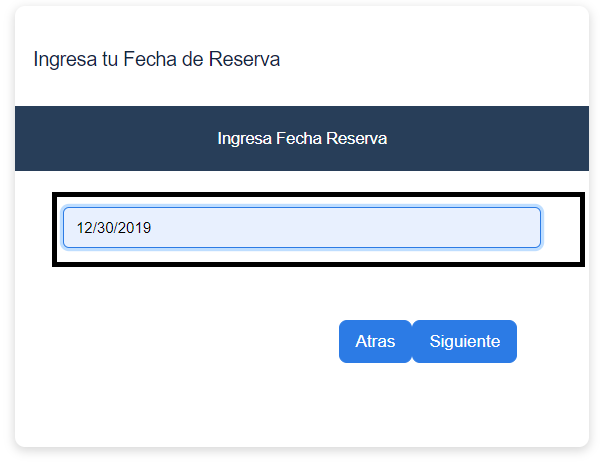 Ingresa tu Fecha de Reserva
Ingresa Fecha Reserva
12/30/2019
Atras Siguiente